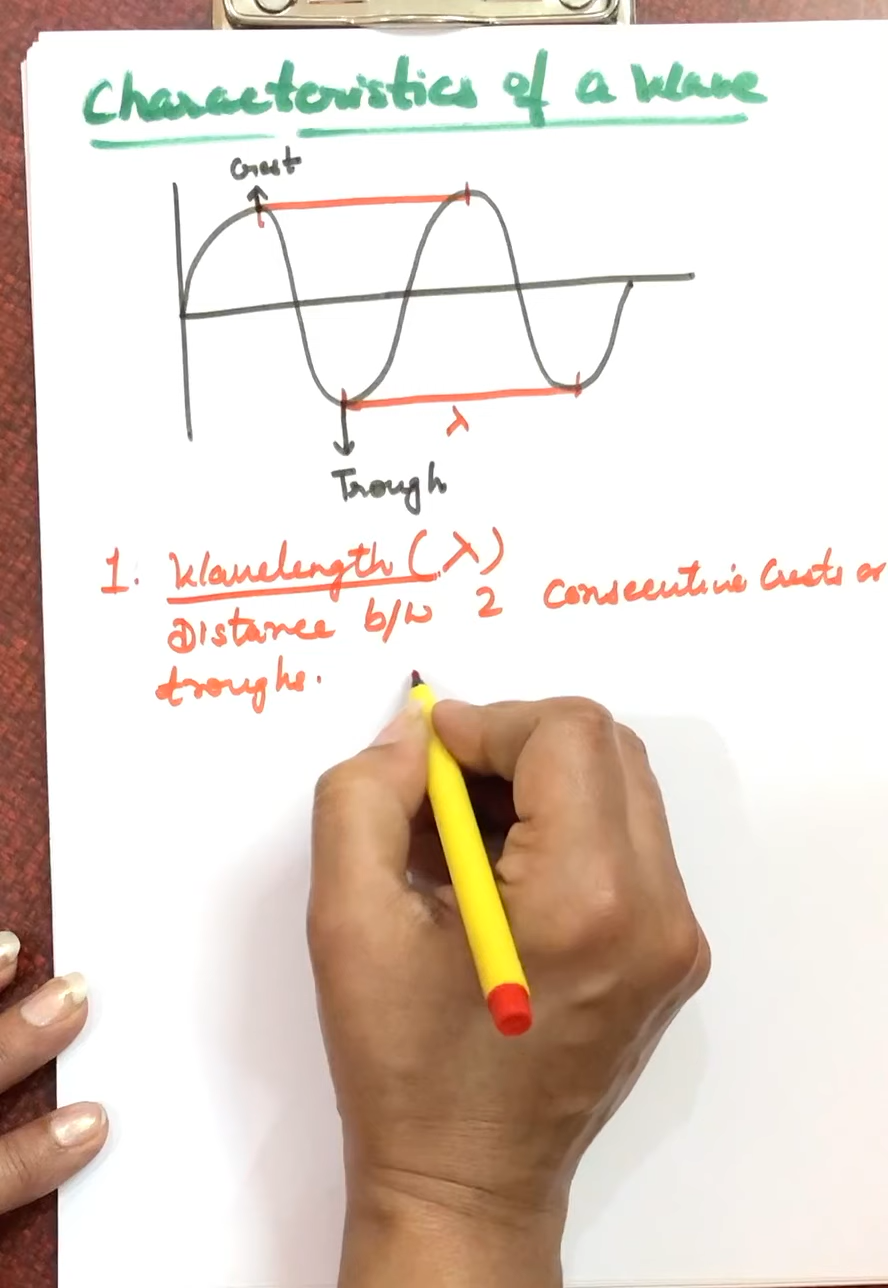 Characteristics of a Wave
Crest
λ
Trough
1. Wavelength (λ)
Distance b/w 2 consecutive Crests or
troughs.